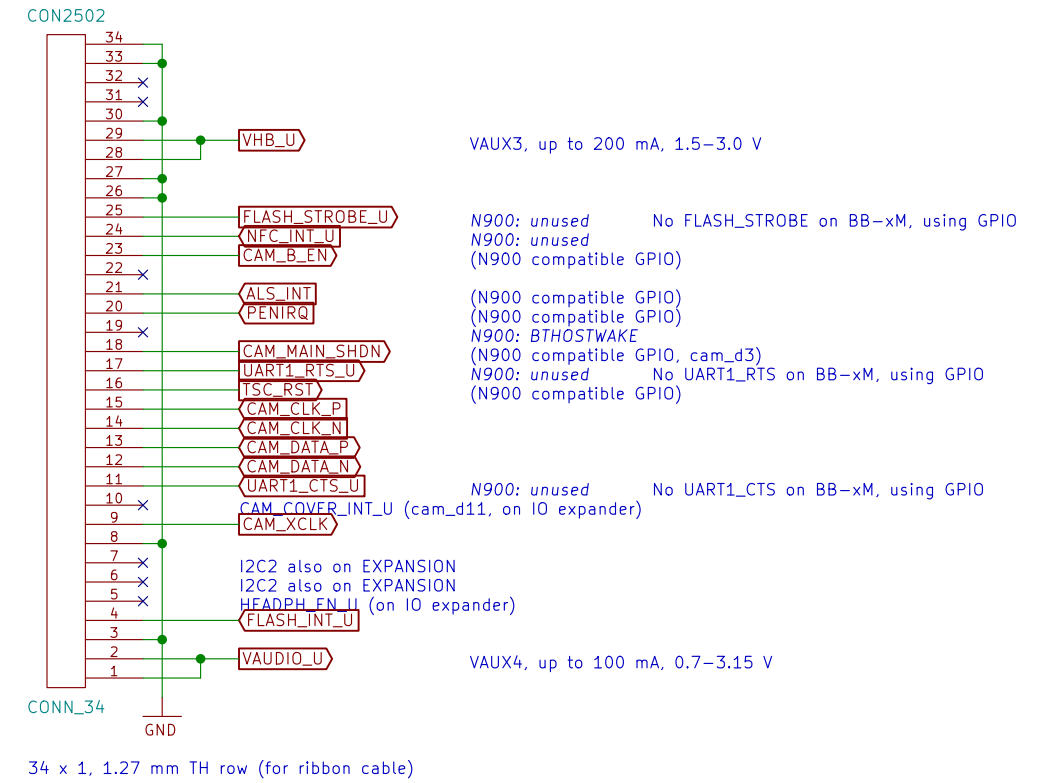 CON2502
34
33
32
31
30
29 VHB_U VAUX3, up to 200 mA, 1.5-3.0 V
28
27
26
25 FLASH_STROBE_U N900: unused No FLASH_STROBE on BB-xM, using GPIO
24 NFC_INT_U N900: unused
23 CAM_B_EN (N900 compatible GPIO)
22
21 ALS_INT (N900 compatible GPIO)
20 PENIRQ (N900 compatible GPIO)
19 N900: BTHOSTWAKE
18 CAM_MAIN_SHDN (N900 compatible GPIO, cam_d3)
17 UART1_RTS_U N900: unused No UART1_RTS on BB-xM, using GPIO
16 TSC_RST (N900 compatible GPIO)
15 CAM_CLK_P
14 CAM_CLK_N
13 CAM_DATA_P
12 CAM_DATA_N
11 UART1_CTS_U N900: unused No UART1_CTS on BB-xM, using GPIO
10 CAM_COVER_INT_U (cam_d11, on IO expander)
9 CAM_XCLK
8
7 I2C2 also on EXPANSION
6 I2C2 also on EXPANSION
5 HEADPH_EN_U (on IO expander)
4 FLASH_INT_U
3
2 VAUDIO_U VAUX4, up to 100 mA, 0.7-3.15 V
1
CONN_34
GND
34 x 1, 1.27 mm TH row (for ribbon cable)